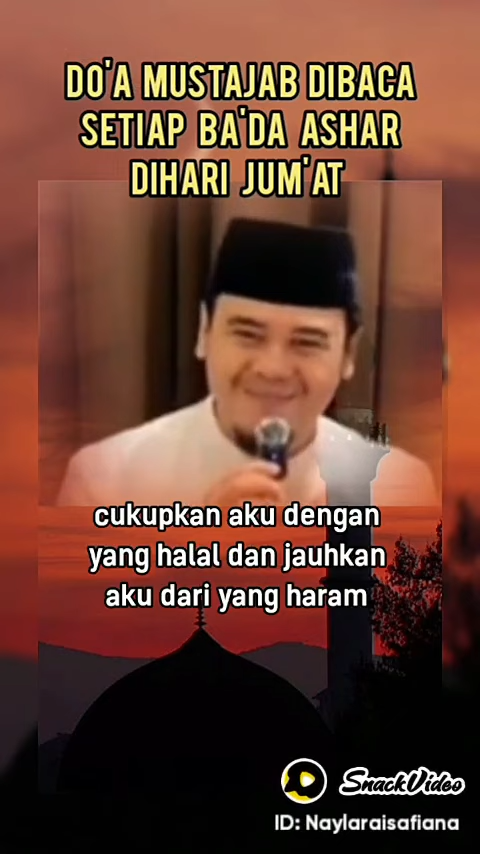 DO'A MUSTAJAB DIBACA
SETIAP BA'DA ASHAR
DIHARI JUM'AT
cukupkan aku dengan
yang halal dan jauhkan
aku dari yang haram
SnackVideo
ID: Naylaraisafiana